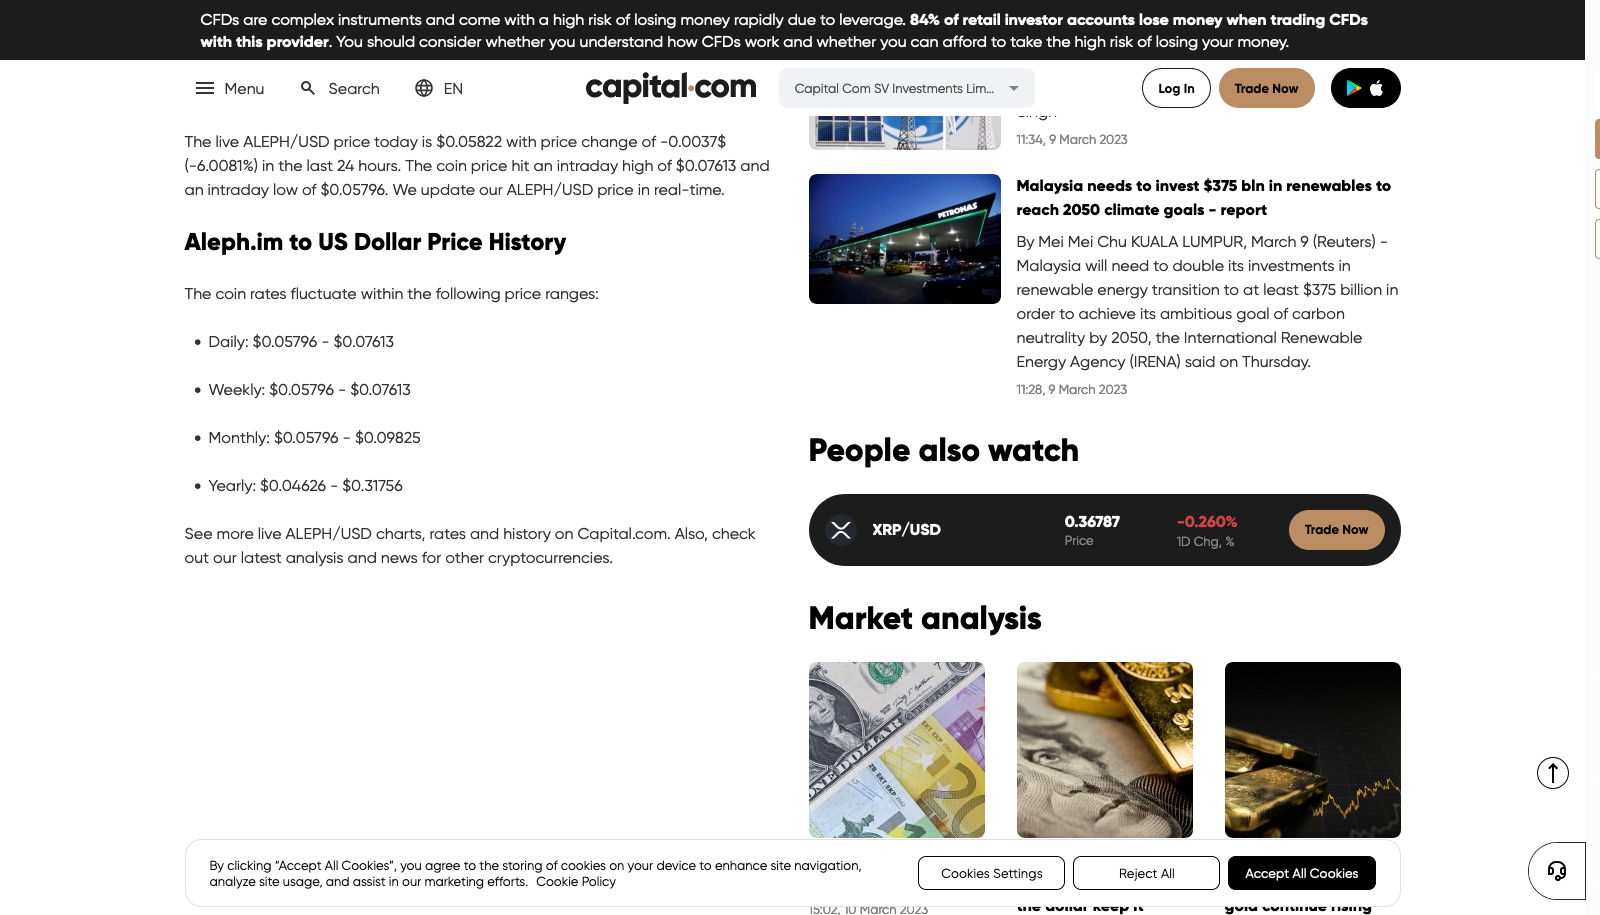 CFDs are complex instruments and come with a high risk of losing money rapidly due to leverage. 84% of retail investor accounts lose money when trading CFDs
with this provider. You should consider whether you understand how CFDs work and whether you can afford to take the high risk of losing your money.
Menu
Search
EN
capital.com
Capital Com SV Investments Lim...
Log In
Trade Now
The live ALEPH/USD price today is $0.05822 with price change of -0.0037$
(-6.0081%) in the last 24 hours. The coin price hit an intraday high of $0.07613 and
an intraday low of $0.05796. We update our ALEPH/USD price in real-time.
Aleph.im to US Dollar Price History
The coin rates fluctuate within the following price ranges:
• Daily: $0.05796 - $0.07613
• Weekly: $0.05796 - $0.07613
• Monthly: $0.05796 - $0.09825
• Yearly: $0.04626 - $0.31756
See more live ALEPH/USD charts, rates and history on Capital.com. Also, check
out our latest analysis and news for other cryptocurrencies.
Singh
11:34, 9 March 2023
PETRONAS
Malaysia needs to invest $375 bln in renewables to
reach 2050 climate goals - report
By Mei Mei Chu KUALA LUMPUR, March 9 (Reuters) -
Malaysia will need to double its investments in
renewable energy transition to at least $375 billion in
order to achieve its ambitious goal of carbon
neutrality by 2050, the International Renewable
Energy Agency (IRENA) said on Thursday.
11:28, 9 March 2023
People also watch
XRP/USD
0.36787
Price
-0.260%
1D Chg, %
Trade Now
Market analysis
ONE DOLLAR
20
By clicking “Accept All Cookies”, you agree to the storing of cookies on your device to enhance site navigation,
analyze site usage, and assist in our marketing efforts. Cookie Policy
Cookies Settings
Reject All
Accept All Cookies
15:02, 10 March 2023
the dollar keep it
gold continue rising